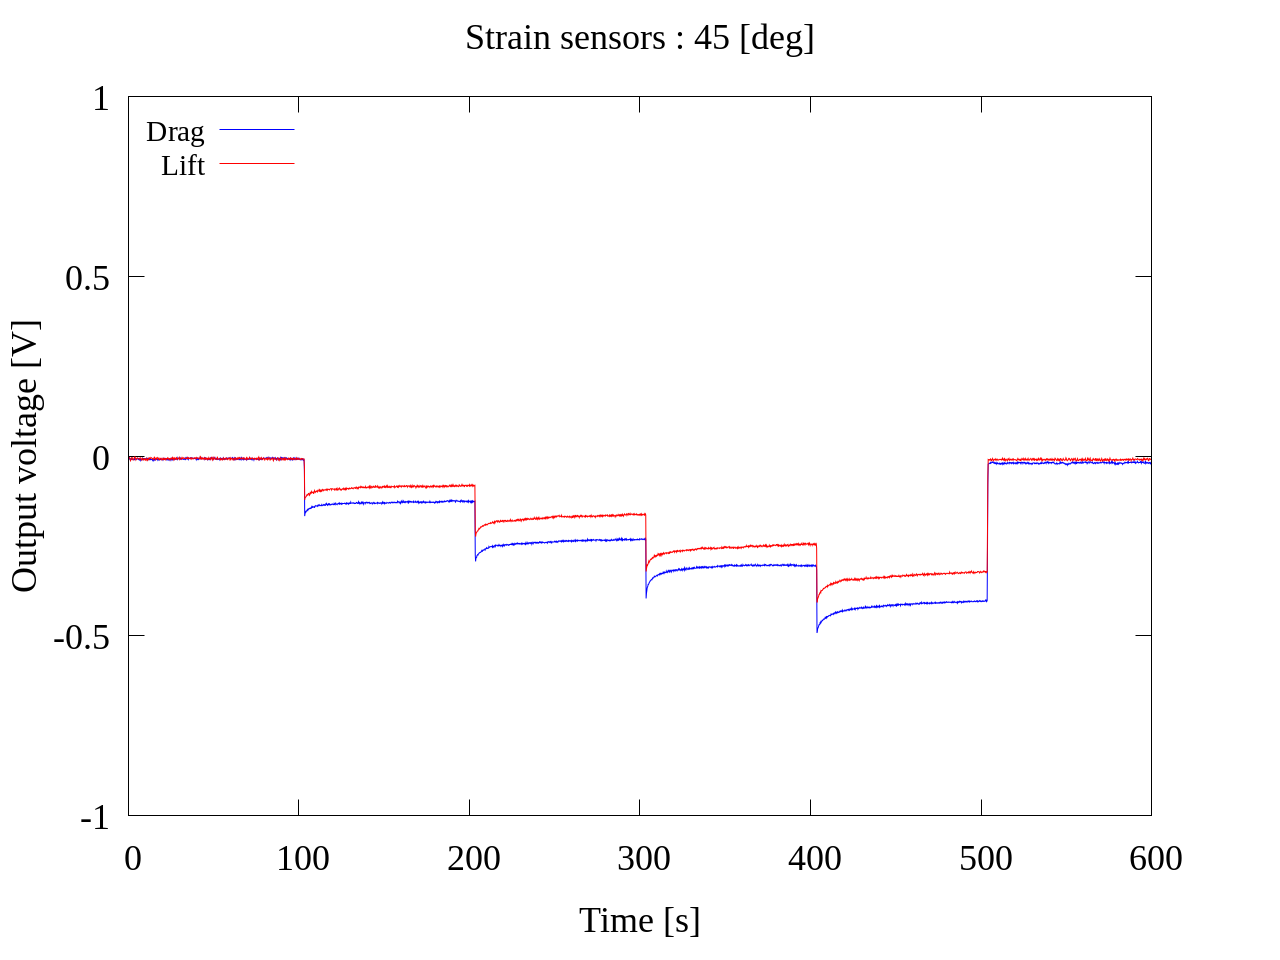 Strain sensors : 45 [deg]
1
Drag
Lift
0.5
Output voltage [V]
0
-0.5
-1
0 100 200 300 400 500 600
Time [s]